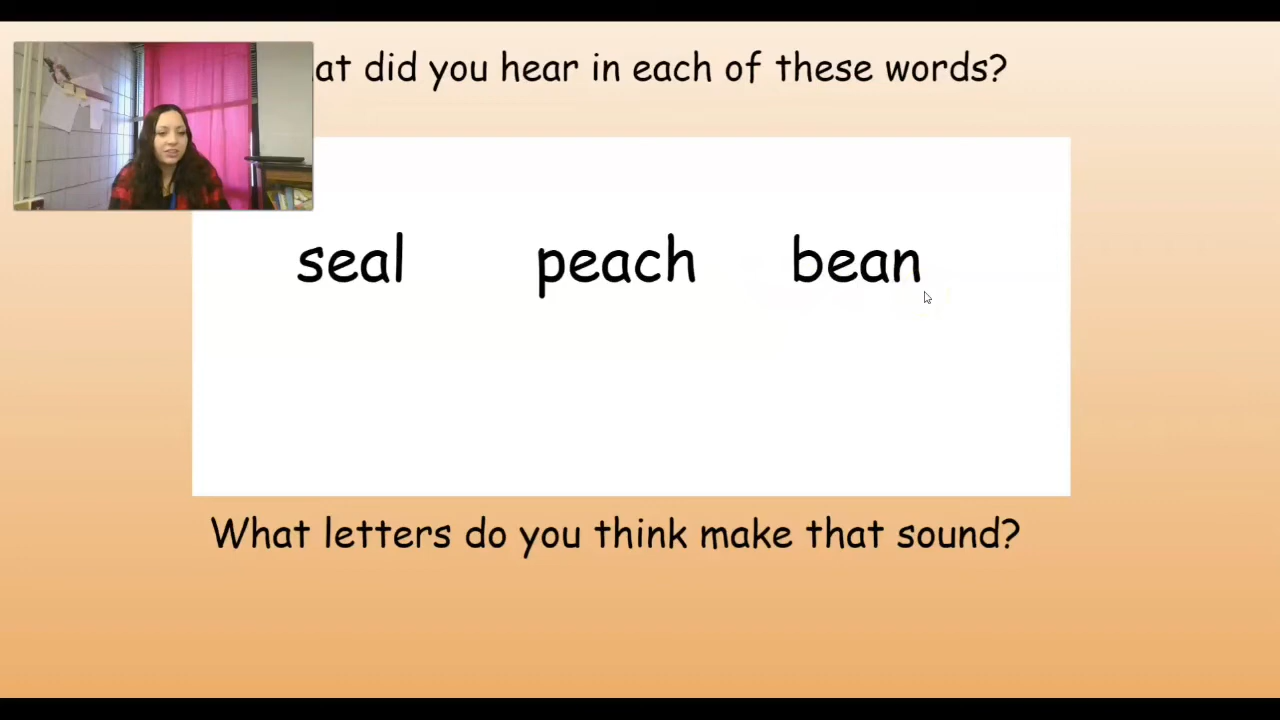 at did you hear in each of these words?
seal peach bean
What letters do you think make that sound?